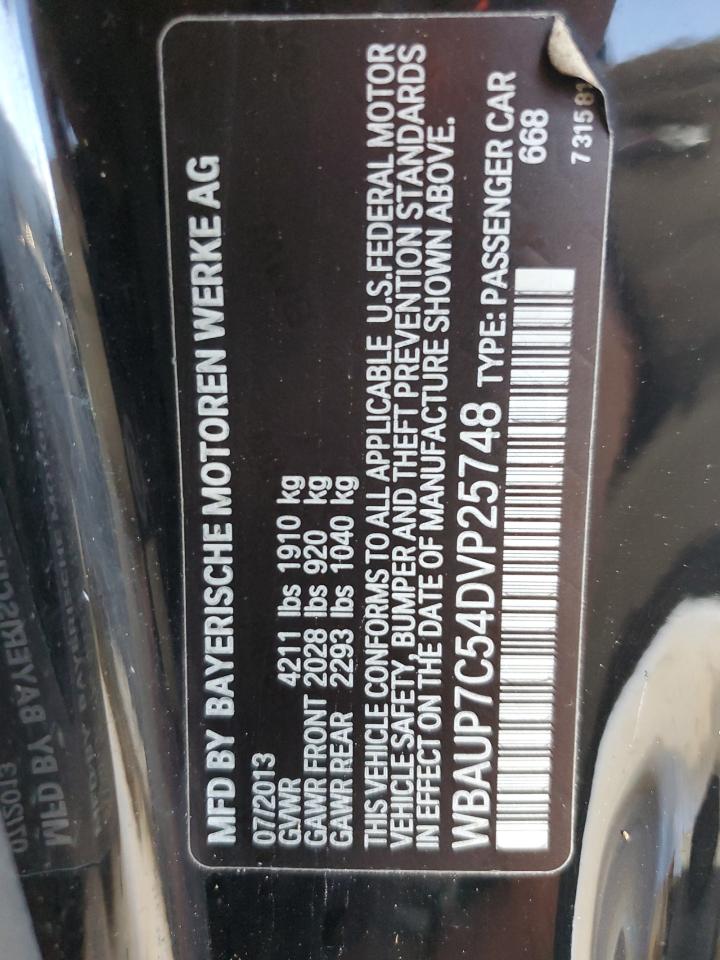 MFD BY BAYERISCHE MOTOREN WERKE AG
07/2013
GVWR 4211 lbs 1910 kg
GAWR FRONT 2028 lbs 920 kg
GAWR REAR 2293 lbs 1040 kg
THIS VEHICLE CONFORMS TO ALL APPLICABLE U.S.FEDERAL MOTOR
VEHICLE SAFETY, BUMPER AND THEFT PREVENTION STANDARDS
IN EFFECT ON THE DATE OF MANUFACTURE SHOWN ABOVE.
WBAUP7C54DVP25748 TYPE: PASSENGER CAR
668
7 315 81